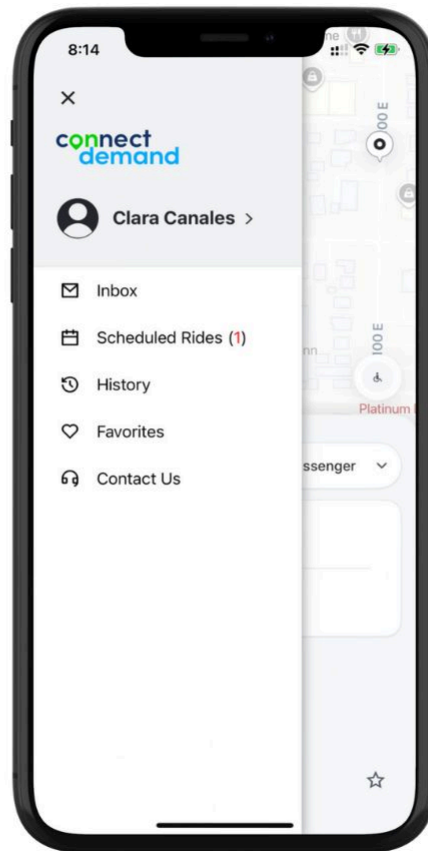 8:14
connect
demand
Clara Canales >
Inbox
Scheduled Rides (1)
History
Favorites
Contact Us
100 E
100 E
Platinum
ssenger